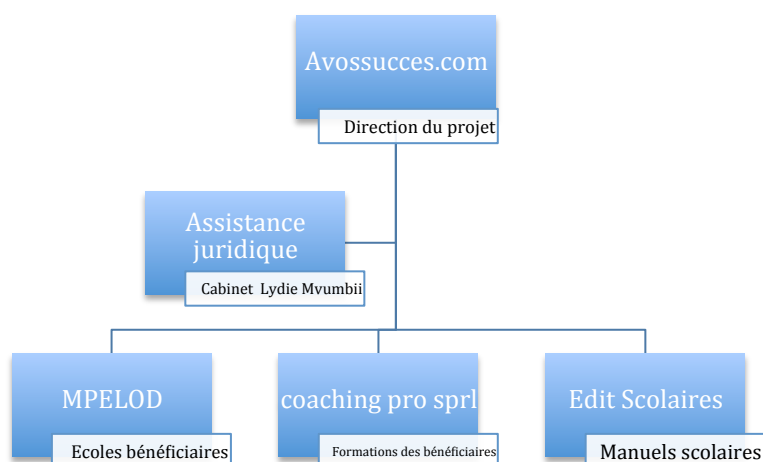 Avossucces.com
Direction du projet
Assistance
juridique
Cabinet Lydie Mvumbii
MPELOD
Ecoles bénéficiaires
coaching pro sprl
Formations des bénéficiaires
Edit Scolaires
Manuels scolaires